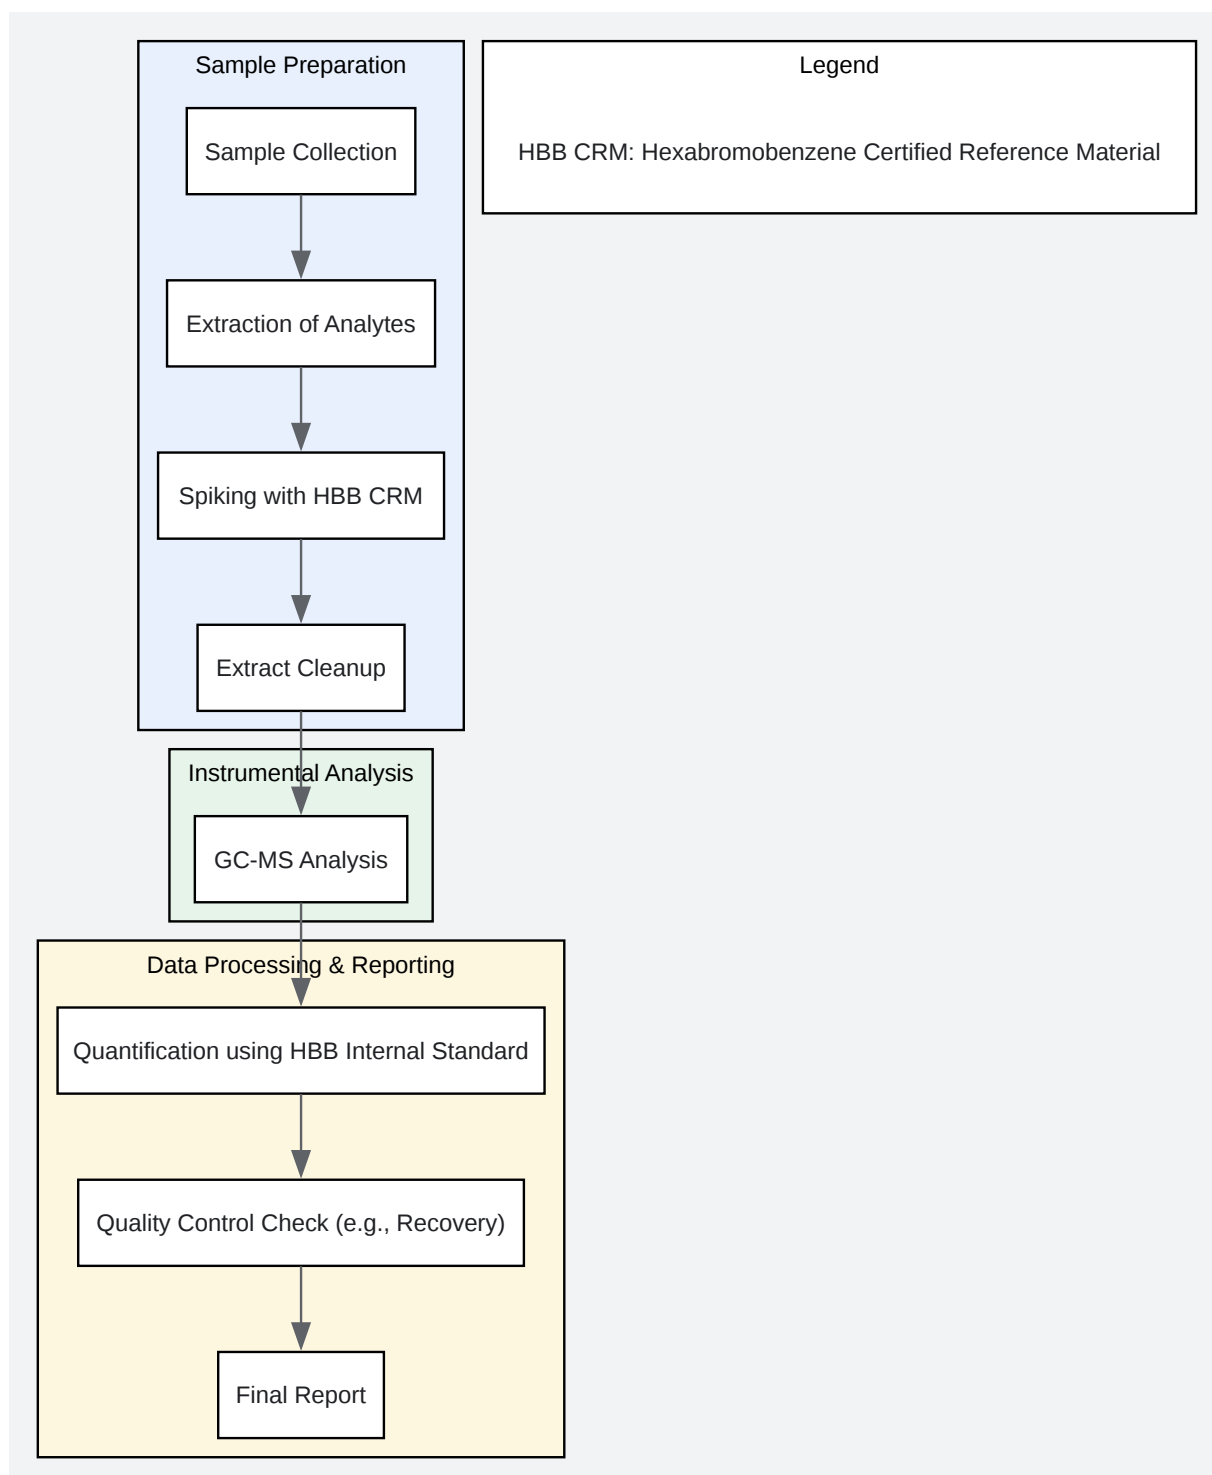 Sample Preparation
Sample Collection
Extraction of Analytes
Spiking with HBB CRM
Extract Cleanup
Legend
HBB CRM: Hexabromobenzene Certified Reference Material
Instrumental Analysis
GC-MS Analysis
Data Processing & Reporting
Quantification using HBB Internal Standard
Quality Control Check (e.g., Recovery)
Final Report